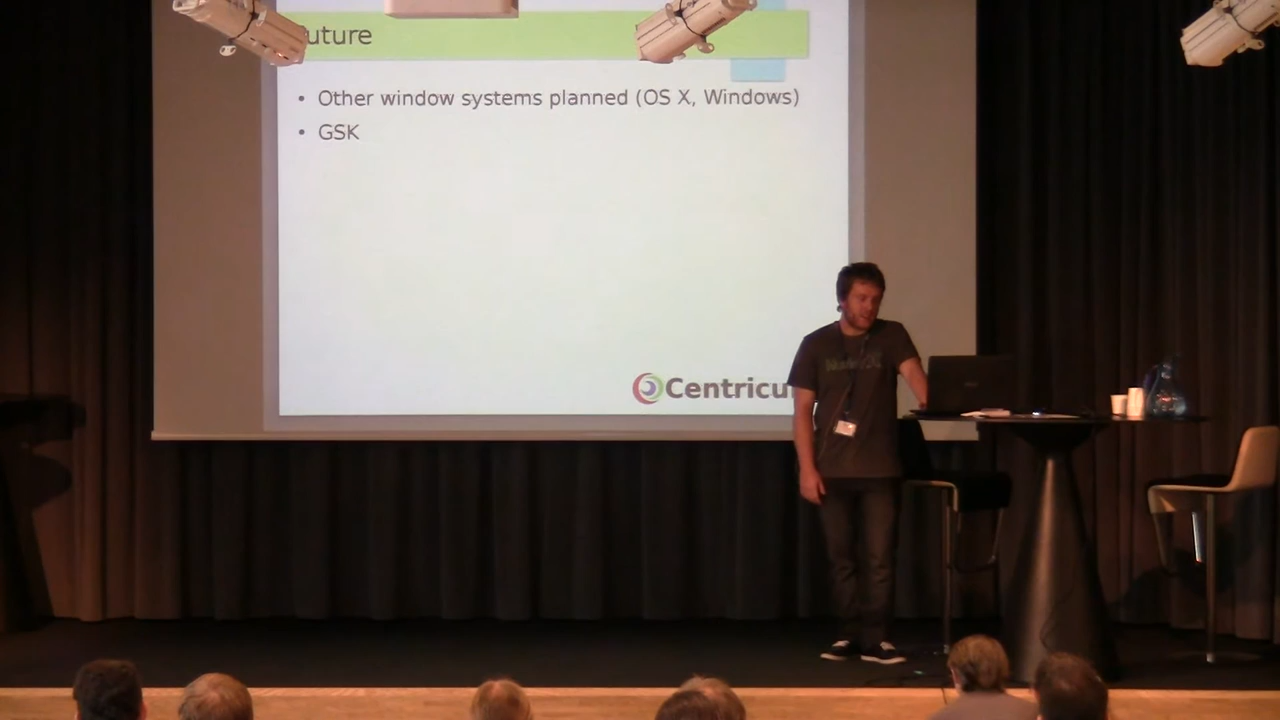 uture
• Other window systems planned (OS X, Windows)
• GSK
Centricu